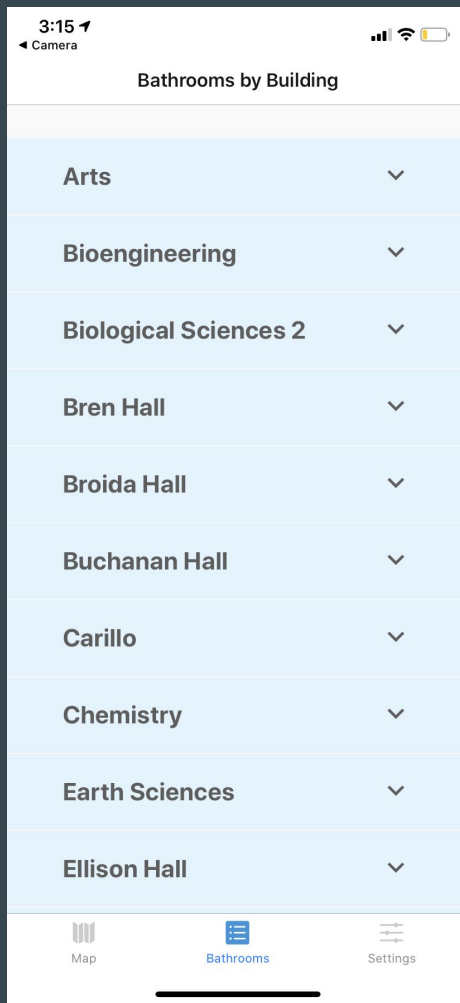 3:15
◀ Camera
Bathrooms by Building
Arts
Bioengineering
Biological Sciences 2
Bren Hall
Broida Hall
Buchanan Hall
Carillo
Chemistry
Earth Sciences
Ellison Hall
Map
Bathrooms
Settings